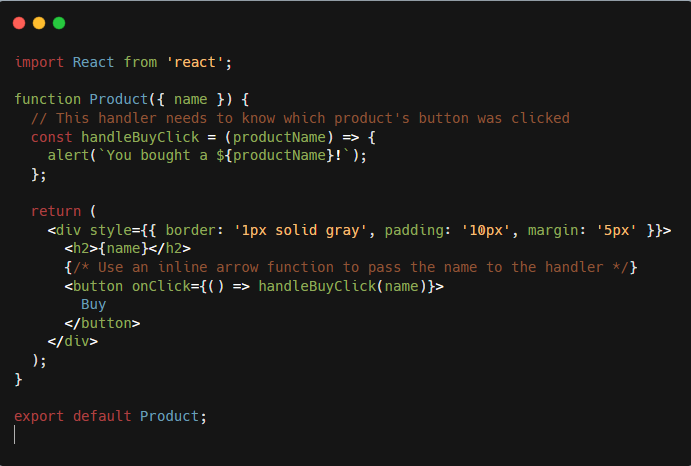 import React from 'react';

function Product({ name }) {
  // This handler needs to know which product's button was clicked
  const handleBuyClick = (productName) => {
    alert(`You bought a ${productName}!`);
  };

  return (
    <div style={{ border: '1px solid gray', padding: '10px', margin: '5px' }}>
      <h2>{name}</h2>
      {/* Use an inline arrow function to pass the name to the handler */}
      <button onClick={() => handleBuyClick(name)}>
        Buy
      </button>
    </div>
  );
}

export default Product;